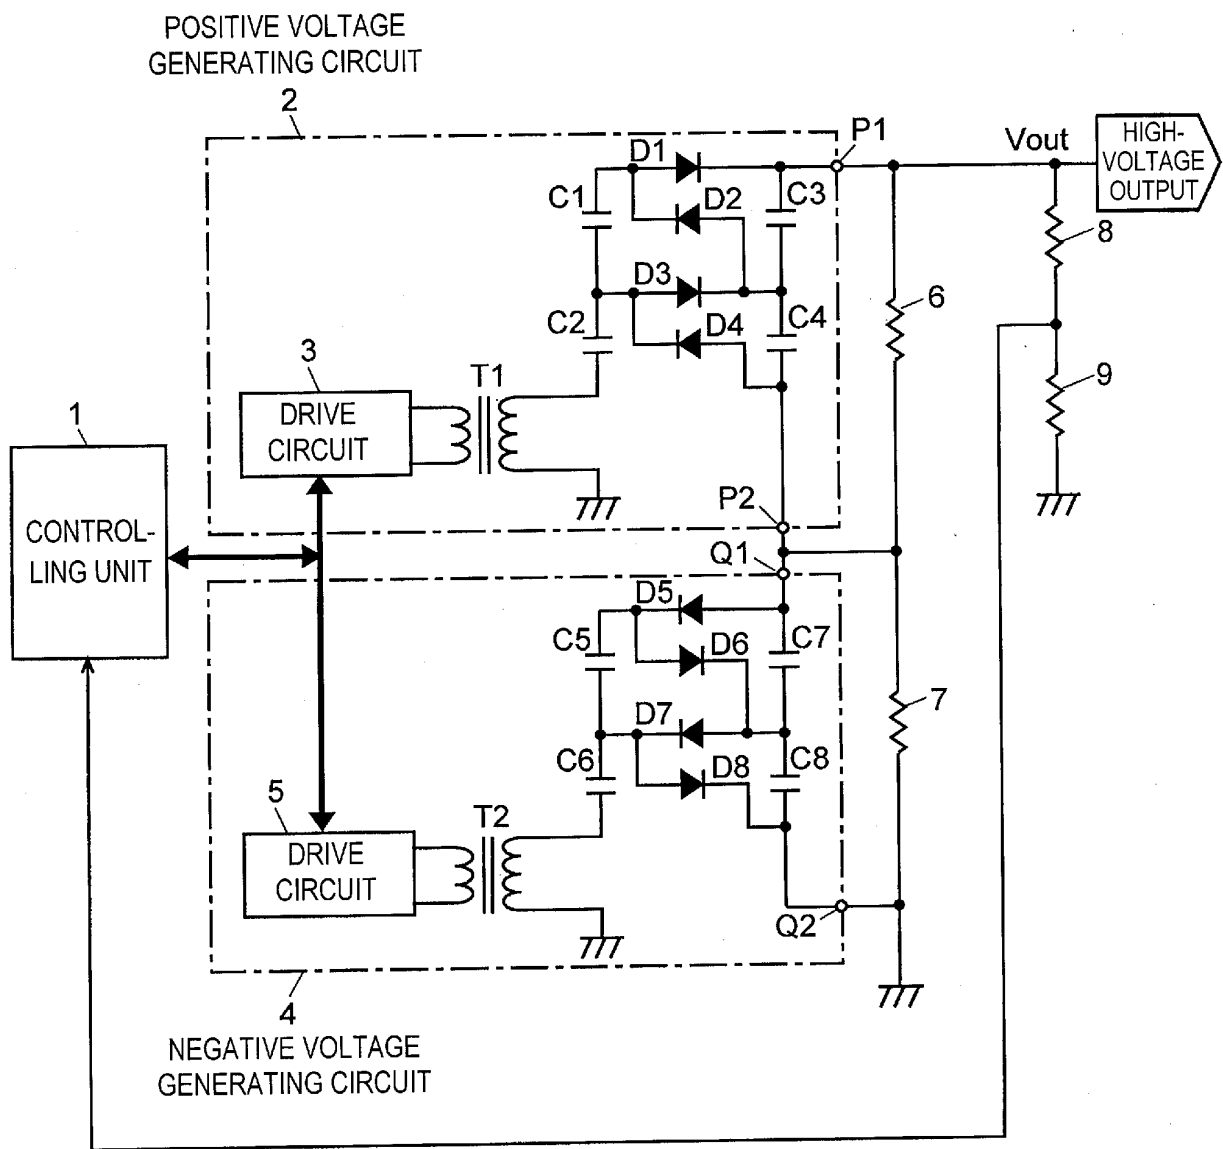 POSITIVE VOLTAGE
GENERATING CIRCUIT
2
P1
Vout
HIGH-
VOLTAGE
OUTPUT
D1
C1
D2
C3
8
D3
6
C2
D4
C4
3
T1
9
DRIVE
CIRCUIT
1
P2
CONTROL-
LING UNIT
Q1
D5
C5
D6
C7
D7
7
C6
D8
C8
5
T2
DRIVE
CIRCUIT
Q2
4
NEGATIVE VOLTAGE
GENERATING CIRCUIT